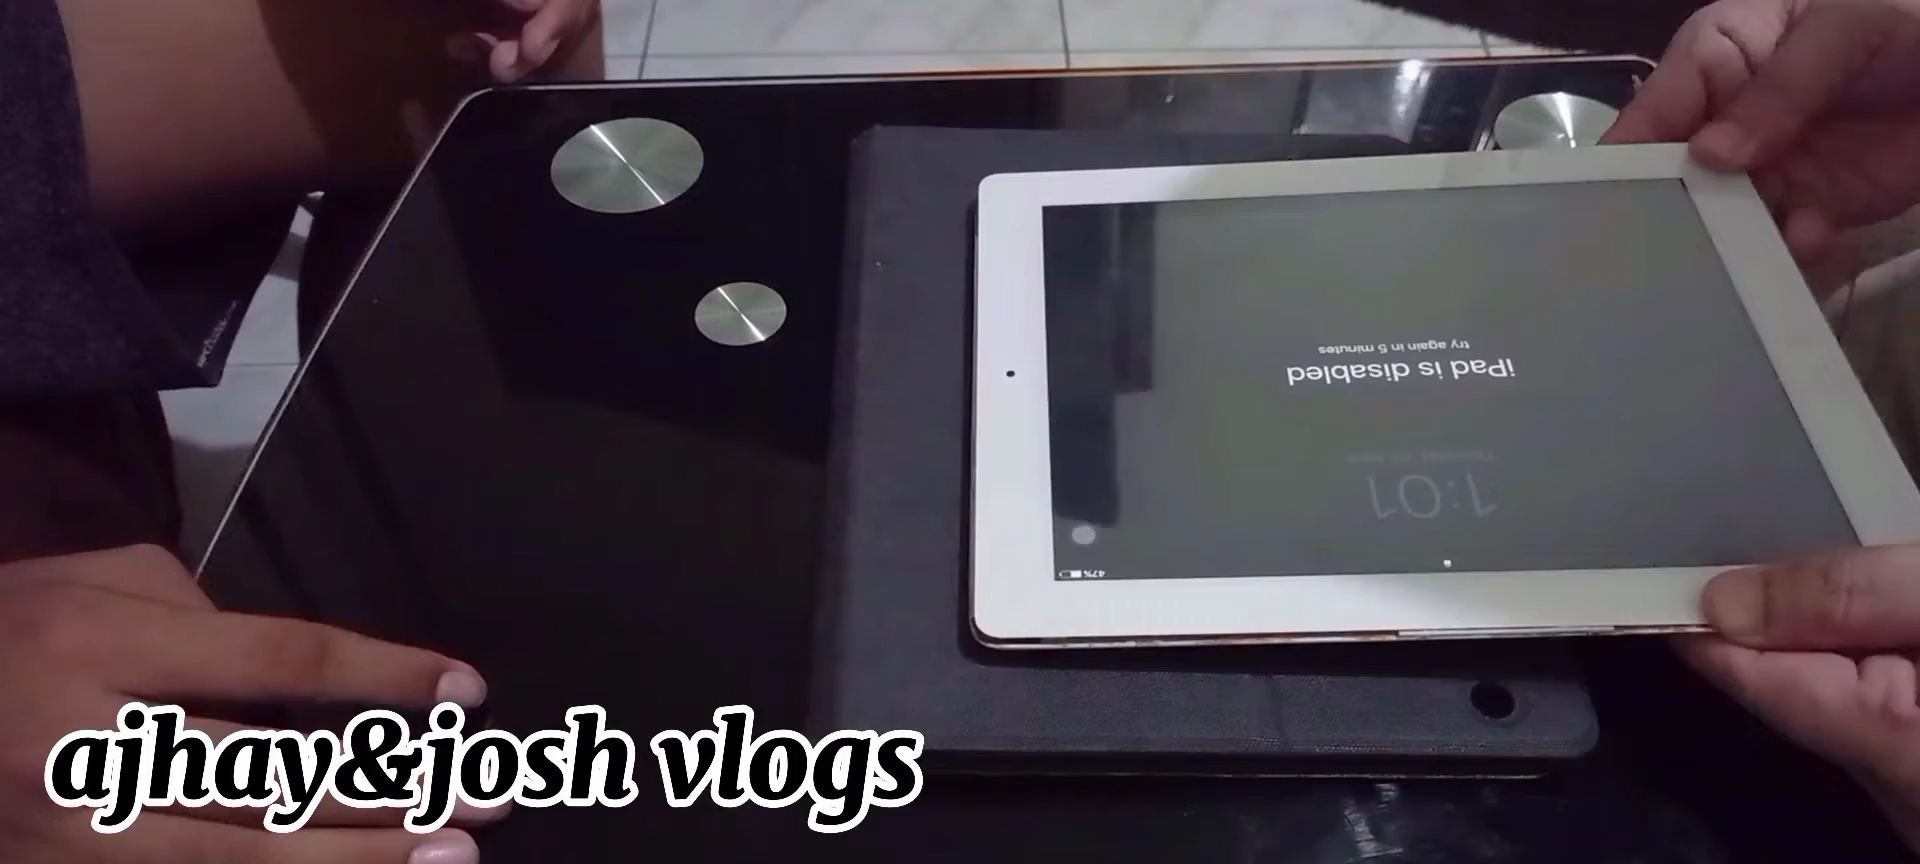 47%
1:01
iPad is disabled
try again in 5 minutes
ajhay&josh vlogs